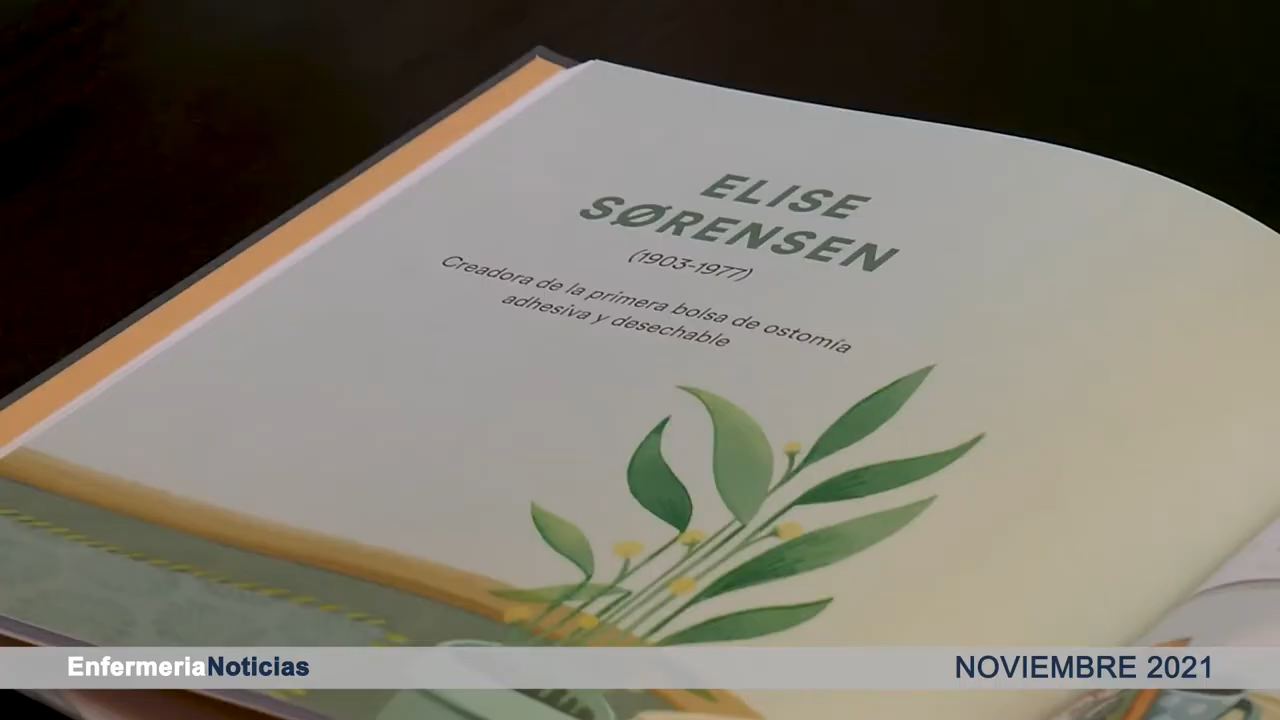 ELISE
SØRENSEN
(1903-1977)
Creadora de la primera bolsa de ostomía
adhesiva y desechable
EnfermeriaNoticias
NOVIEMBRE 2021